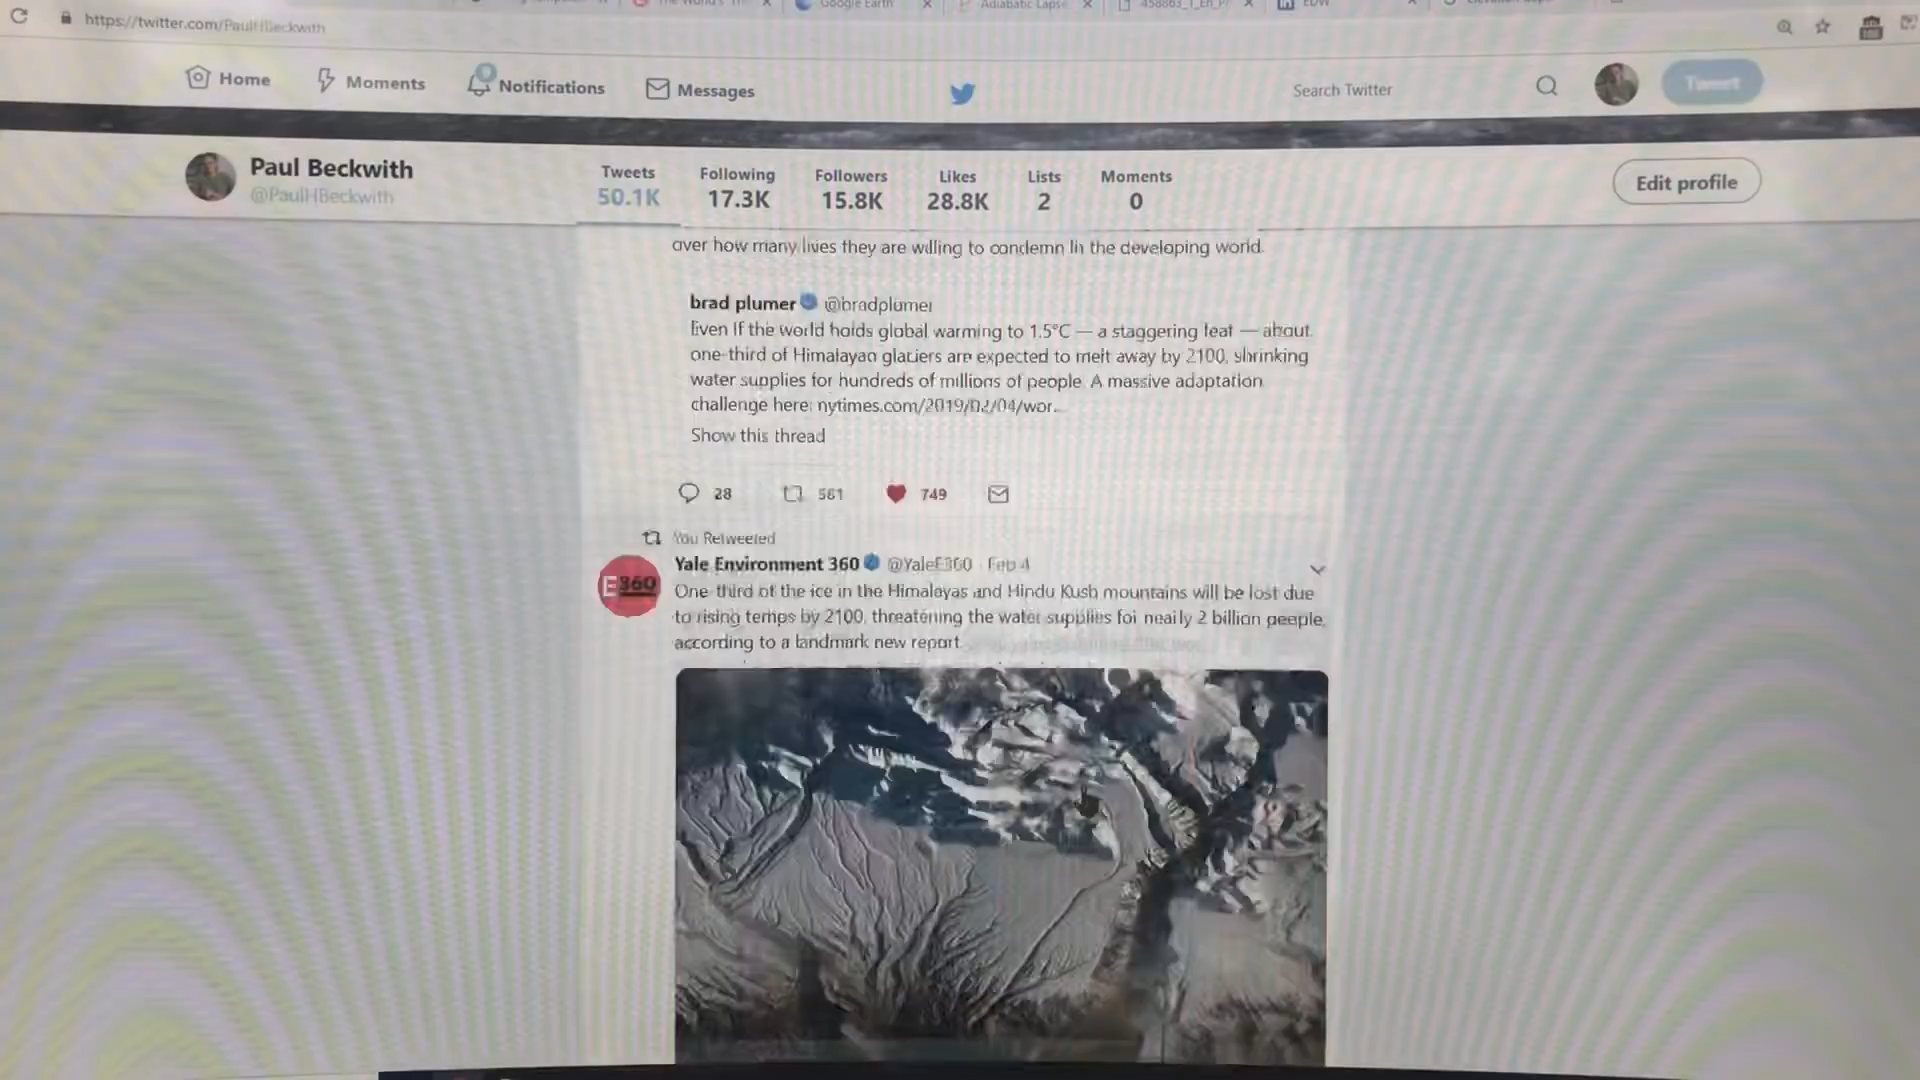 Google Earth
Adiabatic Lapse
https://twitter.com/PaulHBeckwith
Home
Moments
Notifications
Messages
Search Twitter
Tweet
Paul Beckwith
@PaulHBeckwith
Tweets
50.1K
Following
17.3K
Followers
15.8K
Likes
28.8K
Lists
2
Moments
0
Edit profile
over how many lives they are willing to condemn in the developing world
brad plumer @bradplumer
Even if the world holds global warming to 1.5°C — a staggering feat — about
one-third of Himalayan glaciers are expected to melt away by 2100, shrinking
water supplies for hundreds of millions of people. A massive adaptation
challenge here: nytimes.com/2019/02/04/wor...
Show this thread
28
561
749
You Retweeted
E360
Yale Environment 360 @YaleE360 · Feb 4
One-third of the ice in the Himalayas and Hindu Kush mountains will be lost due
to rising temps by 2100, threatening the water supplies for nearly 2 billion people,
according to a landmark new report.